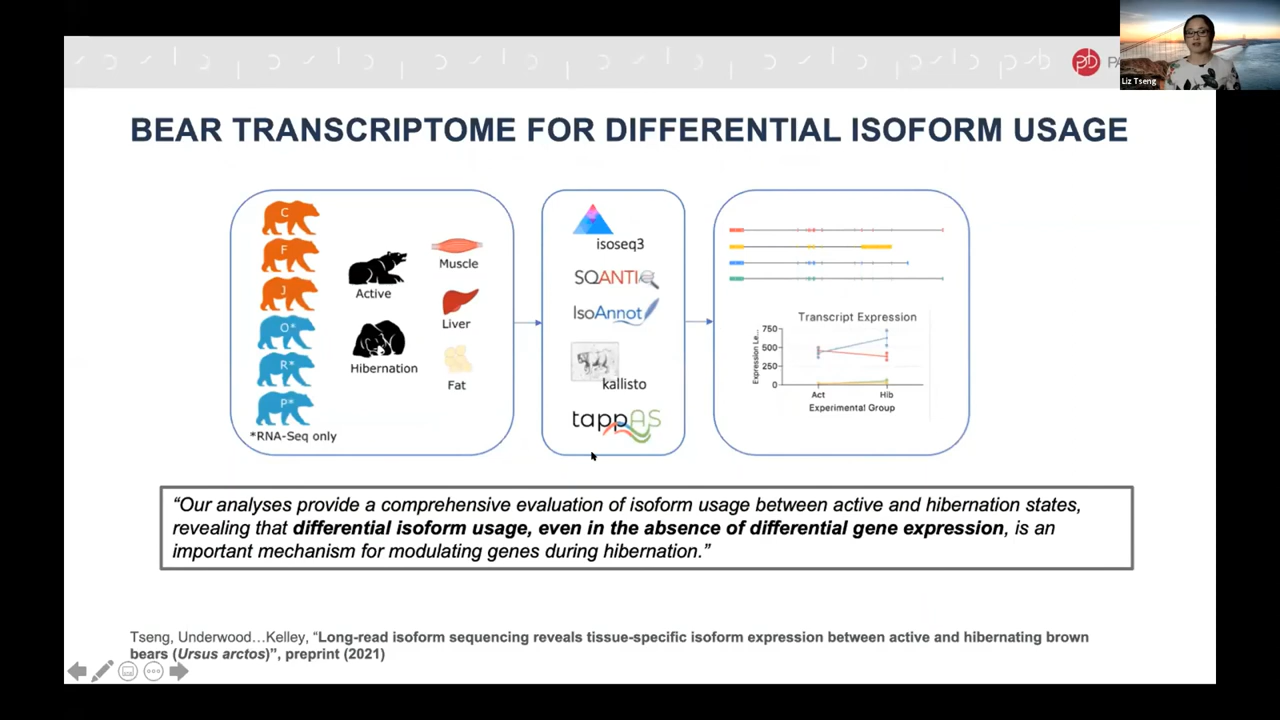 PA
Liz Tseng
BEAR TRANSCRIPTOME FOR DIFFERENTIAL ISOFORM USAGE
C
F
J
O*
R*
P*
*RNA-Seq only
Active
Hibernation
Muscle
Liver
Fat
isoseq3
SQANTI
IsoAnnot
kallisto
tappAS
Transcript Expression
Expression Le...
750
500
250
0
Act
Hib
Experimental Group
“Our analyses provide a comprehensive evaluation of isoform usage between active and hibernation states,
revealing that differential isoform usage, even in the absence of differential gene expression, is an
important mechanism for modulating genes during hibernation.”
Tseng, Underwood…Kelley, “Long-read isoform sequencing reveals tissue-specific isoform expression between active and hibernating brown
bears (Ursus arctos)”, preprint (2021)